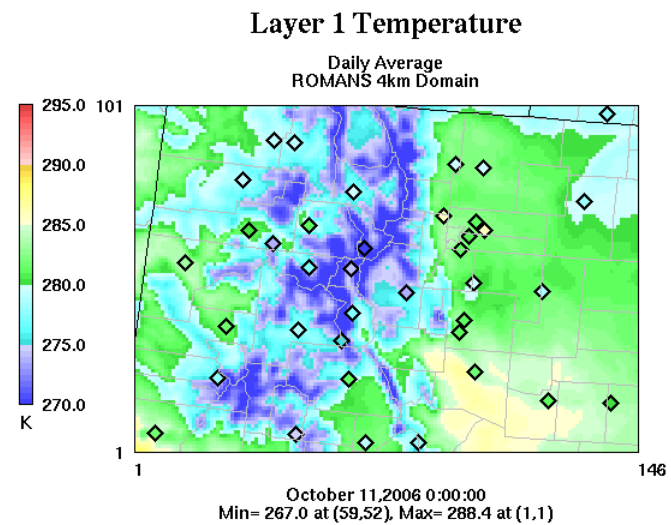 Layer 1 Temperature
Daily Average
ROMANS 4km Domain
295.0
290.0
285.0
280.0
275.0
270.0
K
101
1
1
146
October 11,2006 0:00:00
Min= 267.0 at (59,52), Max= 288.4 at (1,1)